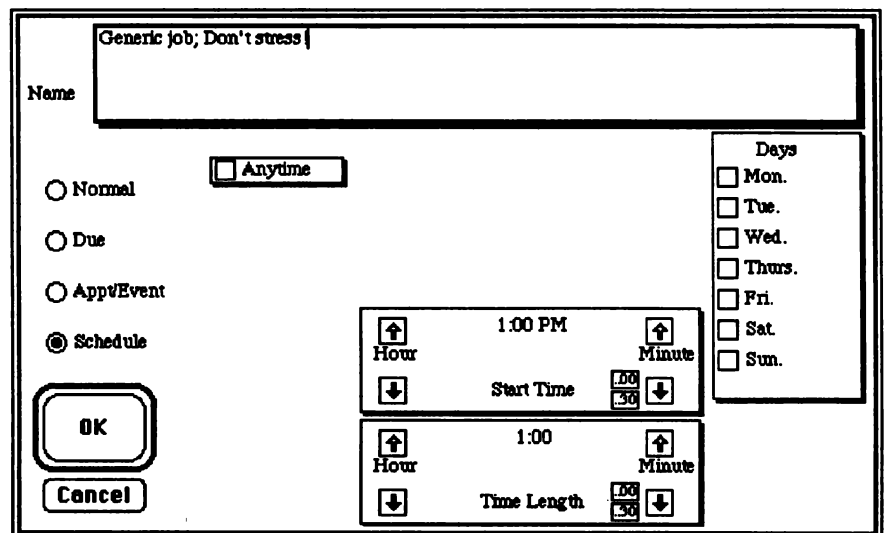 Generic job; Don't stress
Name
Anytime
Normal
Due
Appt/Event
Schedule
OK
Cancel
1:00 PM
Hour
Minute
Start Time
.00
.30
1:00
Hour
Minute
Time Length
.00
.30
Days
Mon.
Tue.
Wed.
Thurs.
Fri.
Sat.
Sun.